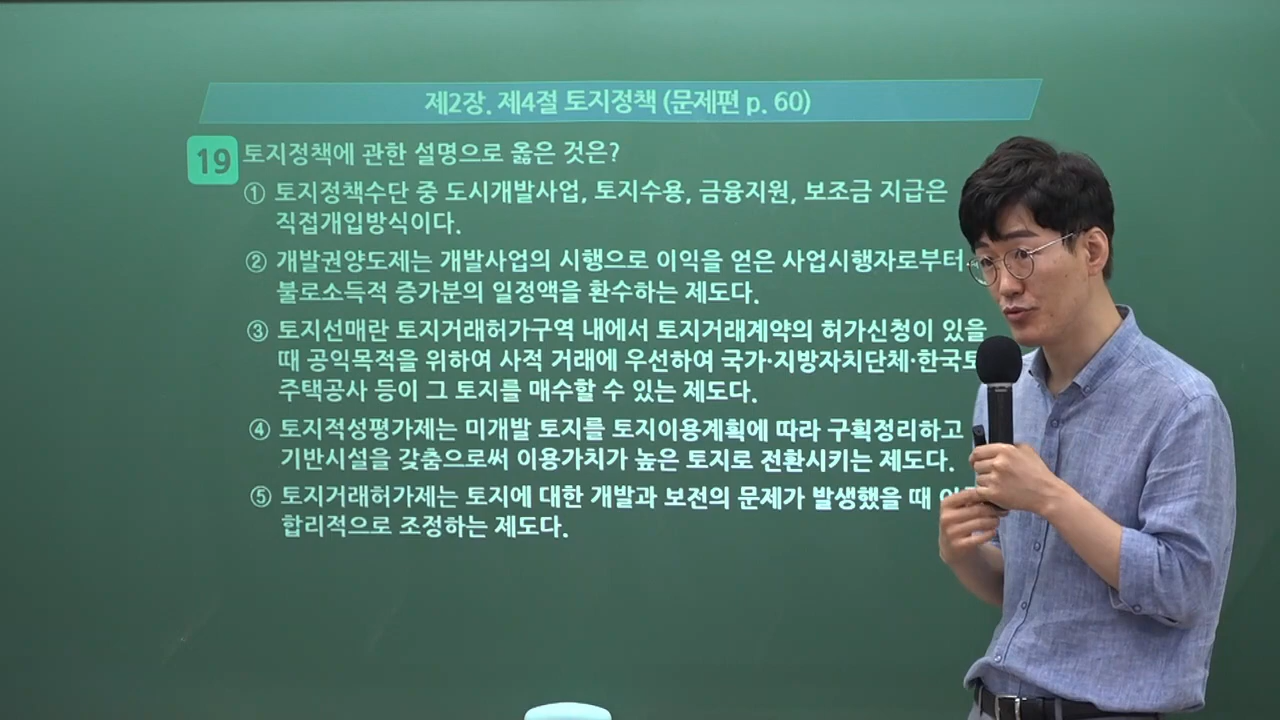 제2장. 제4절 토지정책 (문제편 p. 60)
19 토지정책에 관한 설명으로 옳은 것은?
① 토지정책수단 중 도시개발사업, 토지수용, 금융지원, 보조금 지급은
직접개입방식이다.
② 개발권양도제는 개발사업의 시행으로 이익을 얻은 사업시행자로부터
불로소득적 증가분의 일정액을 환수하는 제도다.
③ 토지선매란 토지거래허가구역 내에서 토지거래계약의 허가신청이 있을
때 공익목적을 위하여 사적 거래에 우선하여 국가·지방자치단체·한국토
주택공사 등이 그 토지를 매수할 수 있는 제도다.
④ 토지적성평가제는 미개발 토지를 토지이용계획에 따라 구획정리하고
기반시설을 갖춤으로써 이용가치가 높은 토지로 전환시키는 제도다.
⑤ 토지거래허가제는 토지에 대한 개발과 보전의 문제가 발생했을 때
합리적으로 조정하는 제도다.